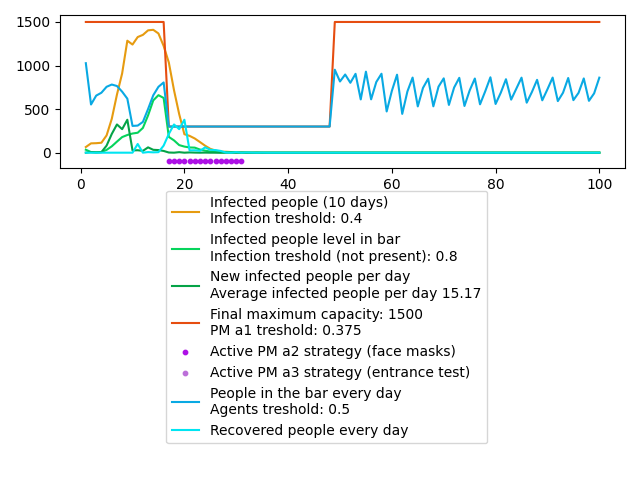 1500
1000
500
0
0 20 40 60 80 100
Infected people (10 days)
Infection treshold: 0.4
Infected people level in bar
Infection treshold (not present): 0.8
New infected people per day
Average infected people per day 15.17
Final maximum capacity: 1500
PM a1 treshold: 0.375
Active PM a2 strategy (face masks)
Active PM a3 strategy (entrance test)
People in the bar every day
Agents treshold: 0.5
Recovered people every day